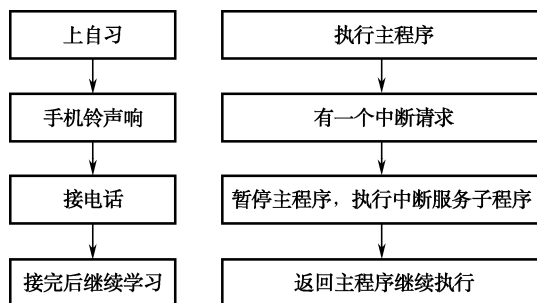 上自习
执行主程序
手机铃声响
有一个中断请求
接电话
暂停主程序，执行中断服务子程序
接完后继续学习
返回主程序继续执行